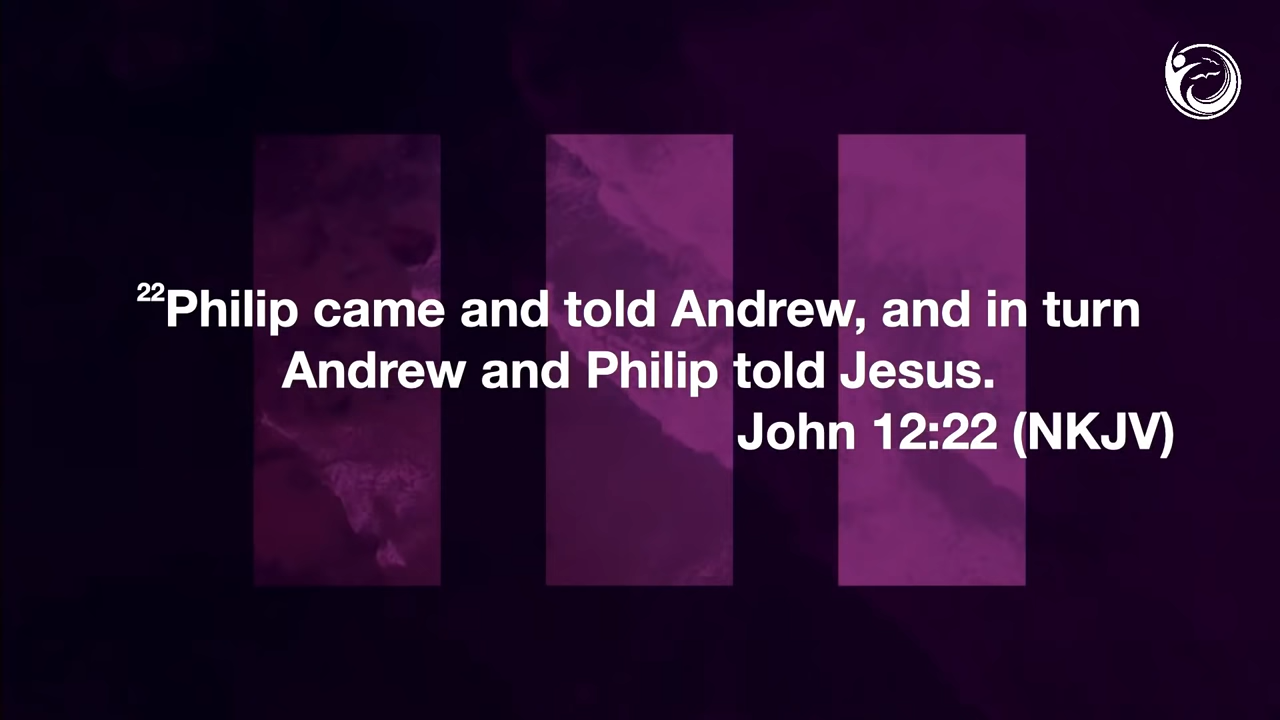 22Philip came and told Andrew, and in turn
Andrew and Philip told Jesus.
John 12:22 (NKJV)